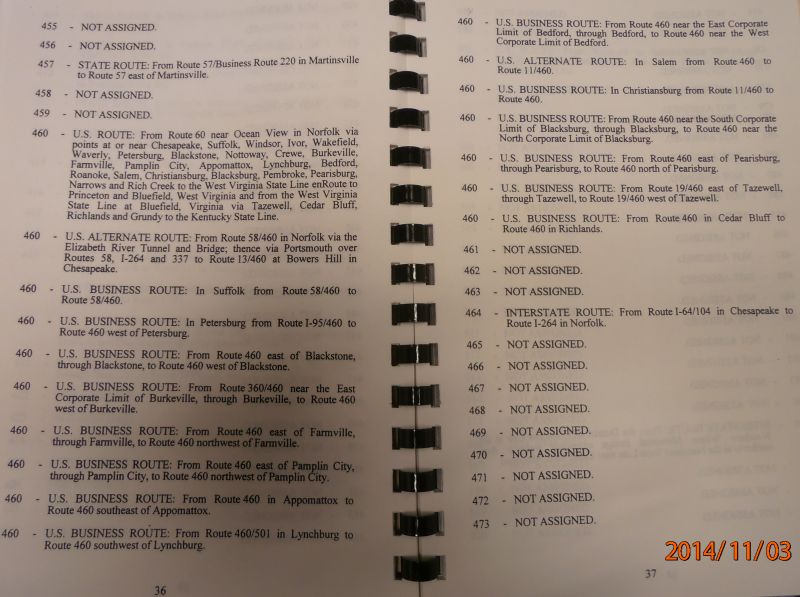 455 - NOT ASSIGNED.
456 - NOT ASSIGNED.
457 - STATE ROUTE: From Route 57/Business Route 220 in Martinsville
to Route 57 east of Martinsville.
458 - NOT ASSIGNED.
459 - NOT ASSIGNED.
460 - U.S. ROUTE: From Route 60 near Ocean View in Norfolk via
points at or near Chesapeake, Suffolk, Windsor, Ivor, Wakefield,
Waverly, Petersburg, Blackstone, Nottoway, Crewe, Burkeville,
Farmville, Pamplin City, Appomattox, Lynchburg, Bedford,
Roanoke, Salem, Christiansburg, Blacksburg, Pembroke, Pearisburg,
Narrows and Rich Creek to the West Virginia State Line enRoute to
Princeton and Bluefield, West Virginia and from the West Virginia
State Line at Bluefield, Virginia via Tazewell, Cedar Bluff,
Richlands and Grundy to the Kentucky State Line.
460 - U.S. ALTERNATE ROUTE: From Route 58/460 in Norfolk via the
Elizabeth River Tunnel and Bridge; thence via Portsmouth over
Routes 58, I-264 and 337 to Route 13/460 at Bowers Hill in
Chesapeake.
460 - U.S. BUSINESS ROUTE: In Suffolk from Route 58/460 to
Route 58/460.
460 - U.S. BUSINESS ROUTE: In Petersburg from Route I-95/460 to
Route 460 west of Petersburg.
460 - U.S. BUSINESS ROUTE: From Route 460 east of Blackstone,
through Blackstone, to Route 460 west of Blackstone.
460 - U.S. BUSINESS ROUTE: From Route 360/460 near the East
Corporate Limit of Burkeville, through Burkeville, to Route 460
west of Burkeville.
460 - U.S. BUSINESS ROUTE: From Route 460 east of Farmville,
through Farmville, to Route 460 northwest of Farmville.
460 - U.S. BUSINESS ROUTE: From Route 460 east of Pamplin City,
through Pamplin City, to Route 460 northwest of Pamplin City.
460 - U.S. BUSINESS ROUTE: From Route 460 in Appomattox to
Route 460 southeast of Appomattox.
460 - U.S. BUSINESS ROUTE: From Route 460/501 in Lynchburg to
Route 460 southwest of Lynchburg.
36
460 - U.S. BUSINESS ROUTE: From Route 460 near the East Corporate
Limit of Bedford, through Bedford, to Route 460 near the West
Corporate Limit of Bedford.
460 - U.S. ALTERNATE ROUTE: In Salem from Route 460 to
Route 11/460.
460 - U.S. BUSINESS ROUTE: In Christiansburg from Route 11/460 to
Route 460.
460 - U.S. BUSINESS ROUTE: From Route 460 near the South Corporate
Limit of Blacksburg, through Blacksburg, to Route 460 near the
North Corporate Limit of Blacksburg.
460 - U.S. BUSINESS ROUTE: From Route 460 east of Pearisburg,
through Pearisburg, to Route 460 north of Pearisburg.
460 - U.S. BUSINESS ROUTE: From Route 19/460 east of Tazewell,
through Tazewell, to Route 19/460 west of Tazewell.
460 - U.S. BUSINESS ROUTE: From Route 460 in Cedar Bluff to
Route 460 in Richlands.
461 - NOT ASSIGNED.
462 - NOT ASSIGNED.
463 - NOT ASSIGNED.
464 - INTERSTATE ROUTE: From Route I-64/104 in Chesapeake to
Route I-264 in Norfolk.
465 - NOT ASSIGNED.
466 - NOT ASSIGNED.
467 - NOT ASSIGNED.
468 - NOT ASSIGNED.
469 - NOT ASSIGNED.
470 - NOT ASSIGNED.
471 - NOT ASSIGNED.
472 - NOT ASSIGNED.
473 - NOT ASSIGNED.
37
2014/11/03